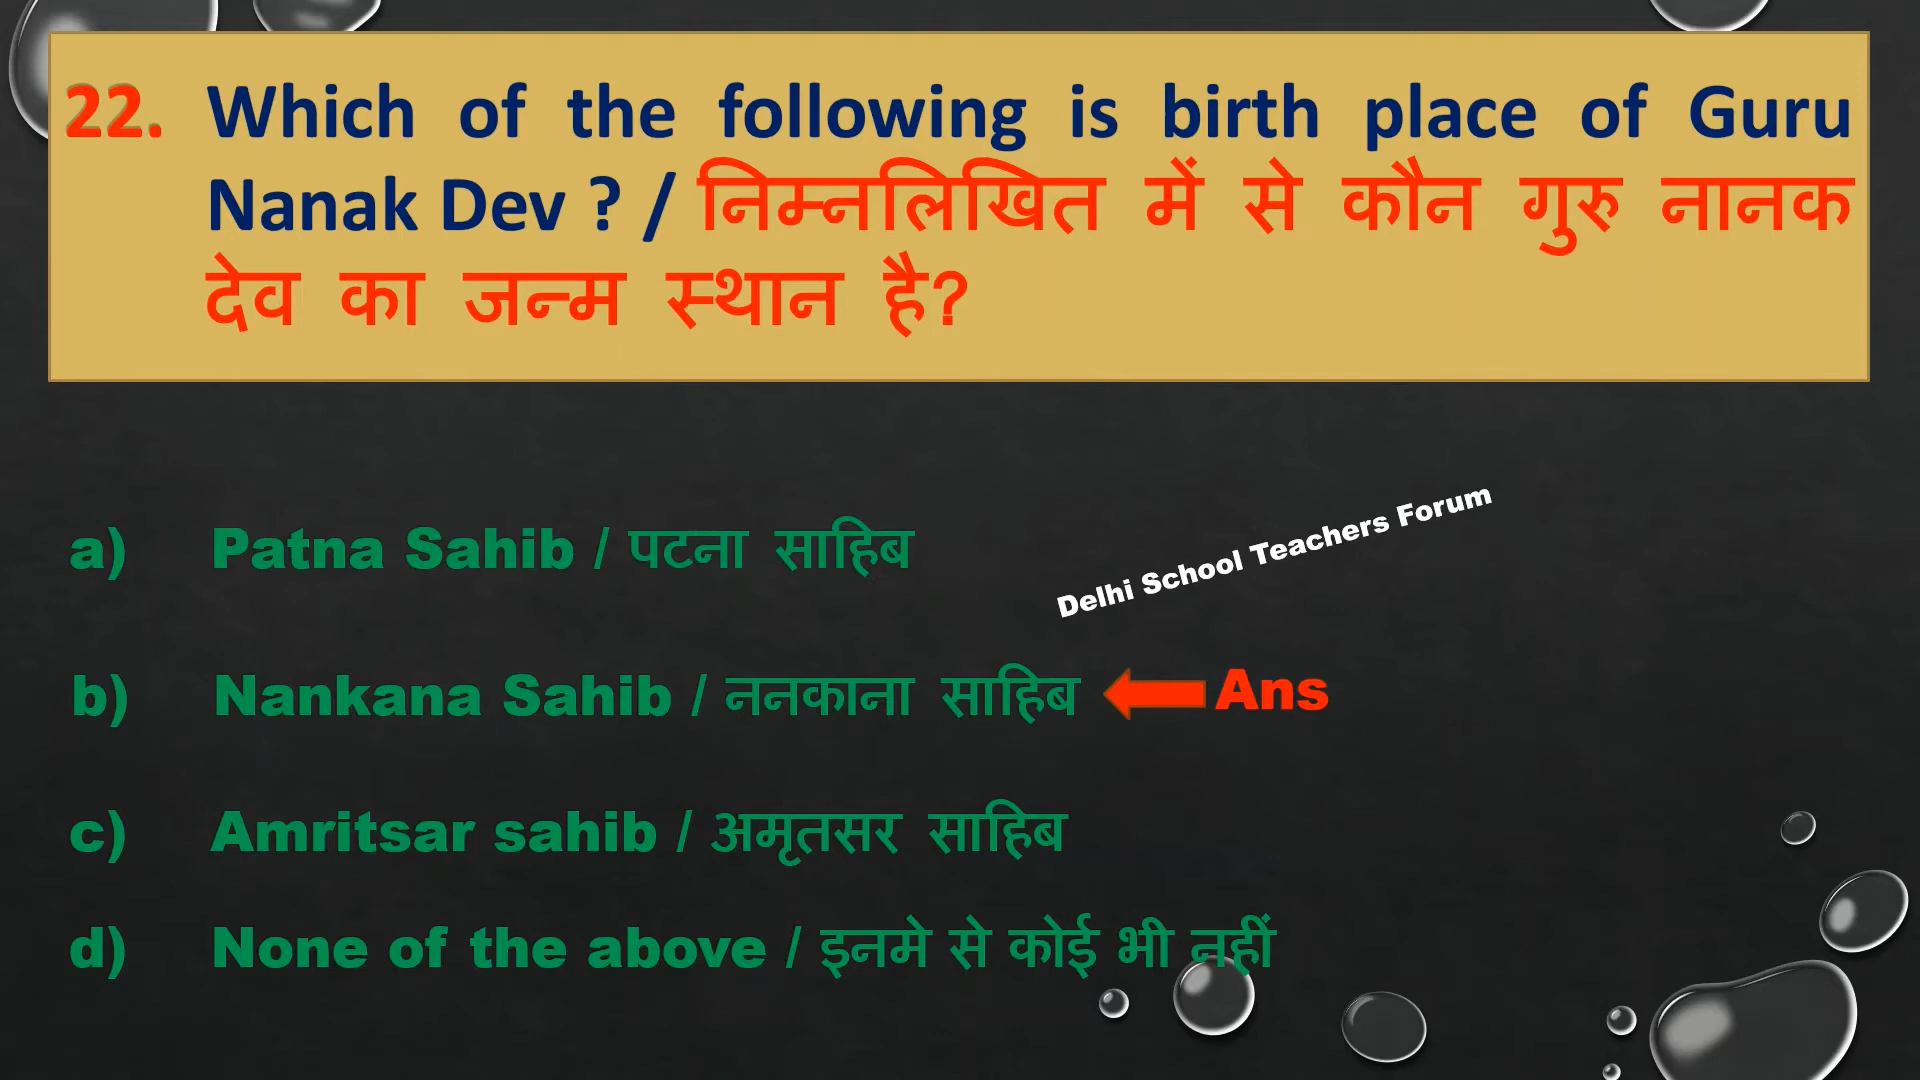 22. Which of the following is birth place of Guru
Nanak Dev ? / निम्नलिखित में से कौन गुरु नानक
देव का जन्म स्थान है?
a) Patna Sahib / पटना साहिब
Delhi School Teachers Forum
b) Nankana Sahib / ननकाना साहिब Ans
c) Amritsar sahib / अमृतसर साहिब
d) None of the above / इनमे से कोई भी नहीं